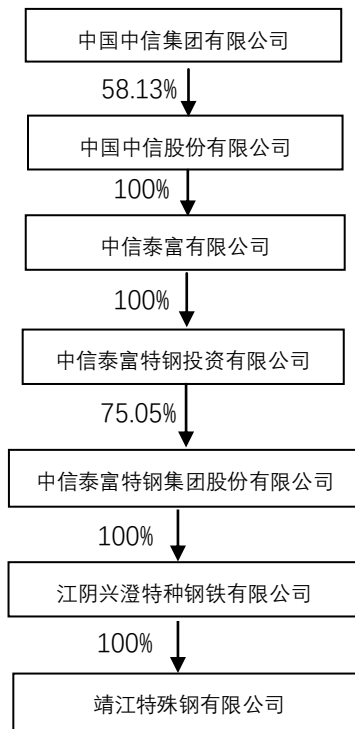 中国中信集团有限公司
58.13%
中国中信股份有限公司
100%
中信泰富有限公司
100%
中信泰富特钢投资有限公司
75.05%
中信泰富特钢集团股份有限公司
100%
江阴兴澄特种钢铁有限公司
100%
靖江特殊钢有限公司